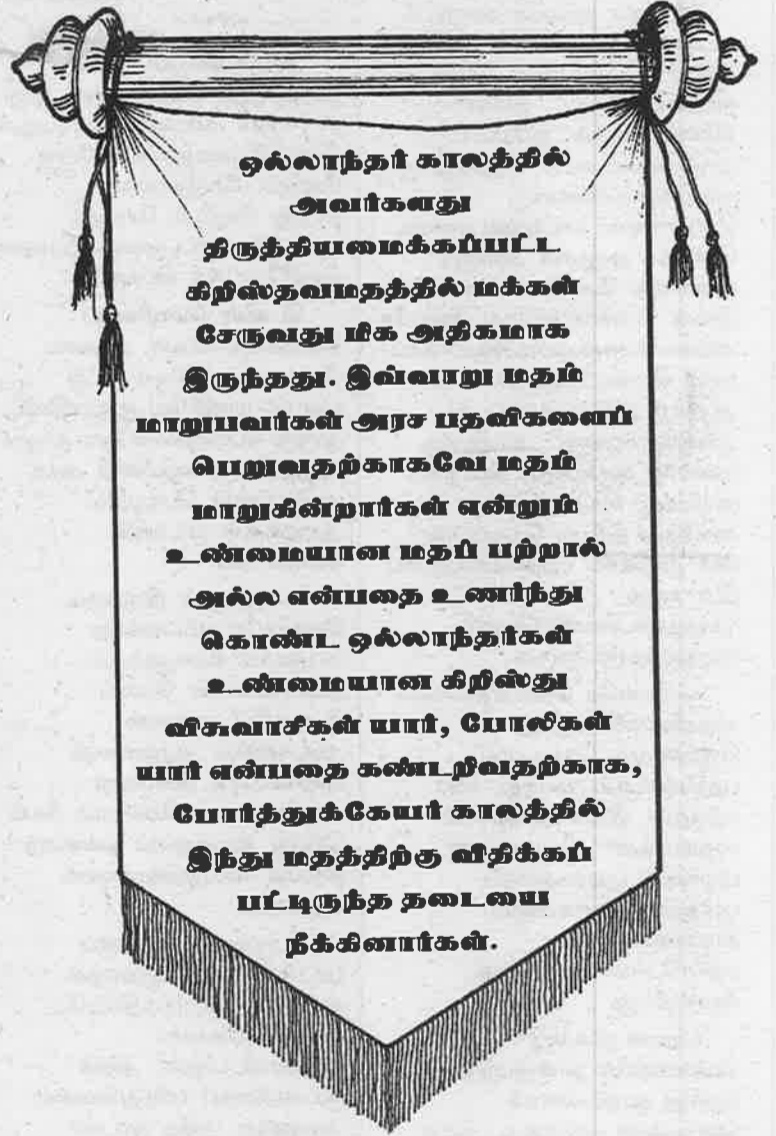 ஒல்லாந்தர் காலத்தில்
அவர்களது
திருத்தியமைக்கப்பட்ட
கிறிஸ்தவமதத்தில் மக்கள்
சேருவது மிக அதிகமாக
இருந்தது. இவ்வாறு மதம்
மாறுபவர்கள் அரச பதவிகளைப்
பெறுவதற்காகவே மதம்
மாறுகின்றார்கள் என்றும்
உண்மையான மதப் பற்றால்
அல்ல என்பதை உணர்ந்து
கொண்ட ஒல்லாந்தர்கள்
உண்மையான கிறிஸ்து
விசுவாசிகள் யார், போலிகள்
யார் என்பதை கண்டறிவதற்காக,
போர்த்துக்கேயர் காலத்தில்
இந்து மதத்திற்கு விதிக்கப்
பட்டிருந்த தடையை
நீக்கினார்கள்.